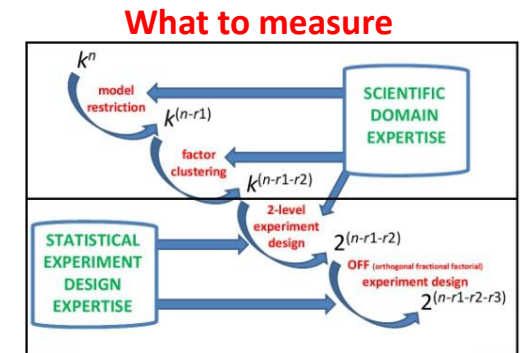 What to measure
kⁿ
model
restriction
k⁽ⁿ⁻ʳ¹⁾
SCIENTIFIC
DOMAIN
EXPERTISE
factor
clustering
k⁽ⁿ⁻ʳ¹⁻ʳ²⁾
2-level
experiment
design
2⁽ⁿ⁻ʳ¹⁻ʳ²⁾
STATISTICAL
EXPERIMENT
DESIGN
EXPERTISE
OFF (orthogonal fractional factorial)
experiment design
2⁽ⁿ⁻ʳ¹⁻ʳ²⁻ʳ³⁾